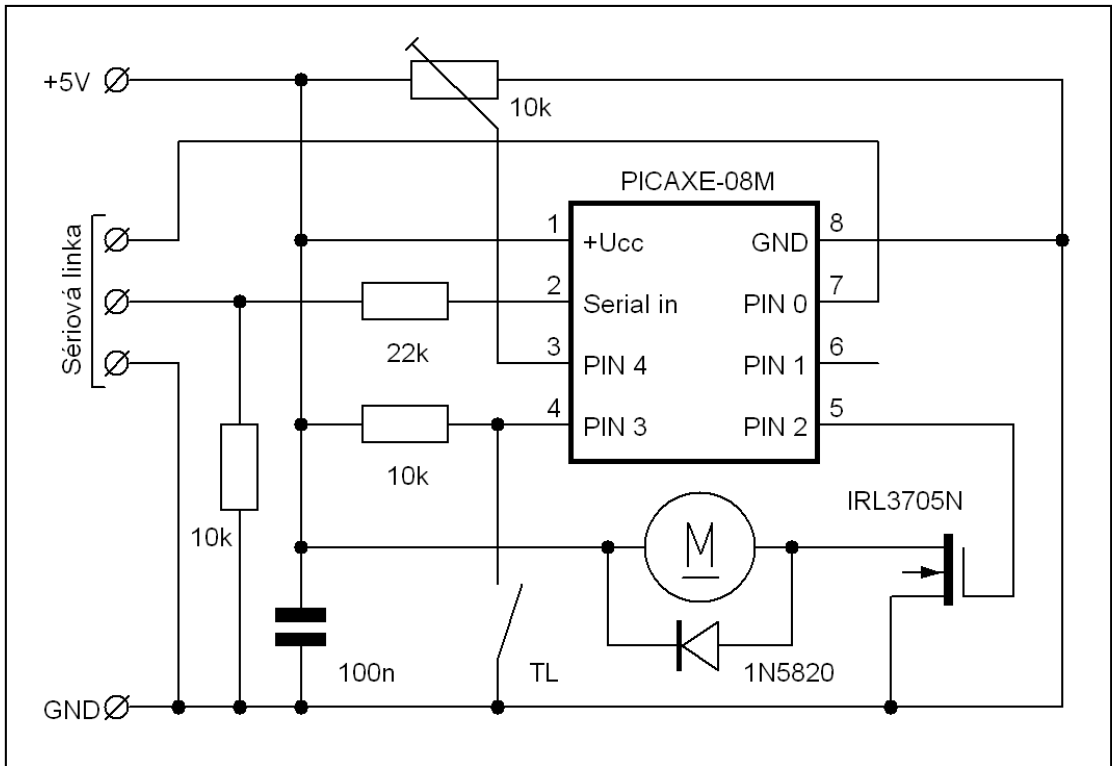 +5V
10k
PICAXE-08M
Sériová linka
1
+Ucc
GND
8
2
Serial in
PIN 0
7
22k
3
PIN 4
PIN 1
6
4
PIN 3
PIN 2
5
10k
10k
IRL3705N
M
100n
TL
1N5820
GND